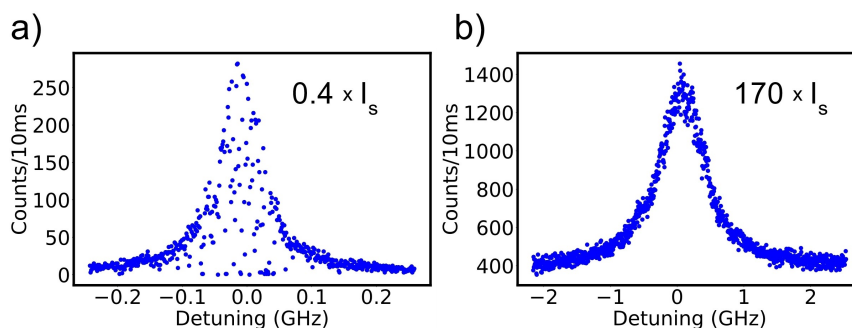 a)
0.4 × Is
Counts/10ms
250
200
150
100
50
0
−0.2
−0.1
0.0
0.1
0.2
Detuning (GHz)
b)
170 × Is
Counts/10ms
1400
1200
1000
800
600
400
−2
−1
0
1
2
Detuning (GHz)